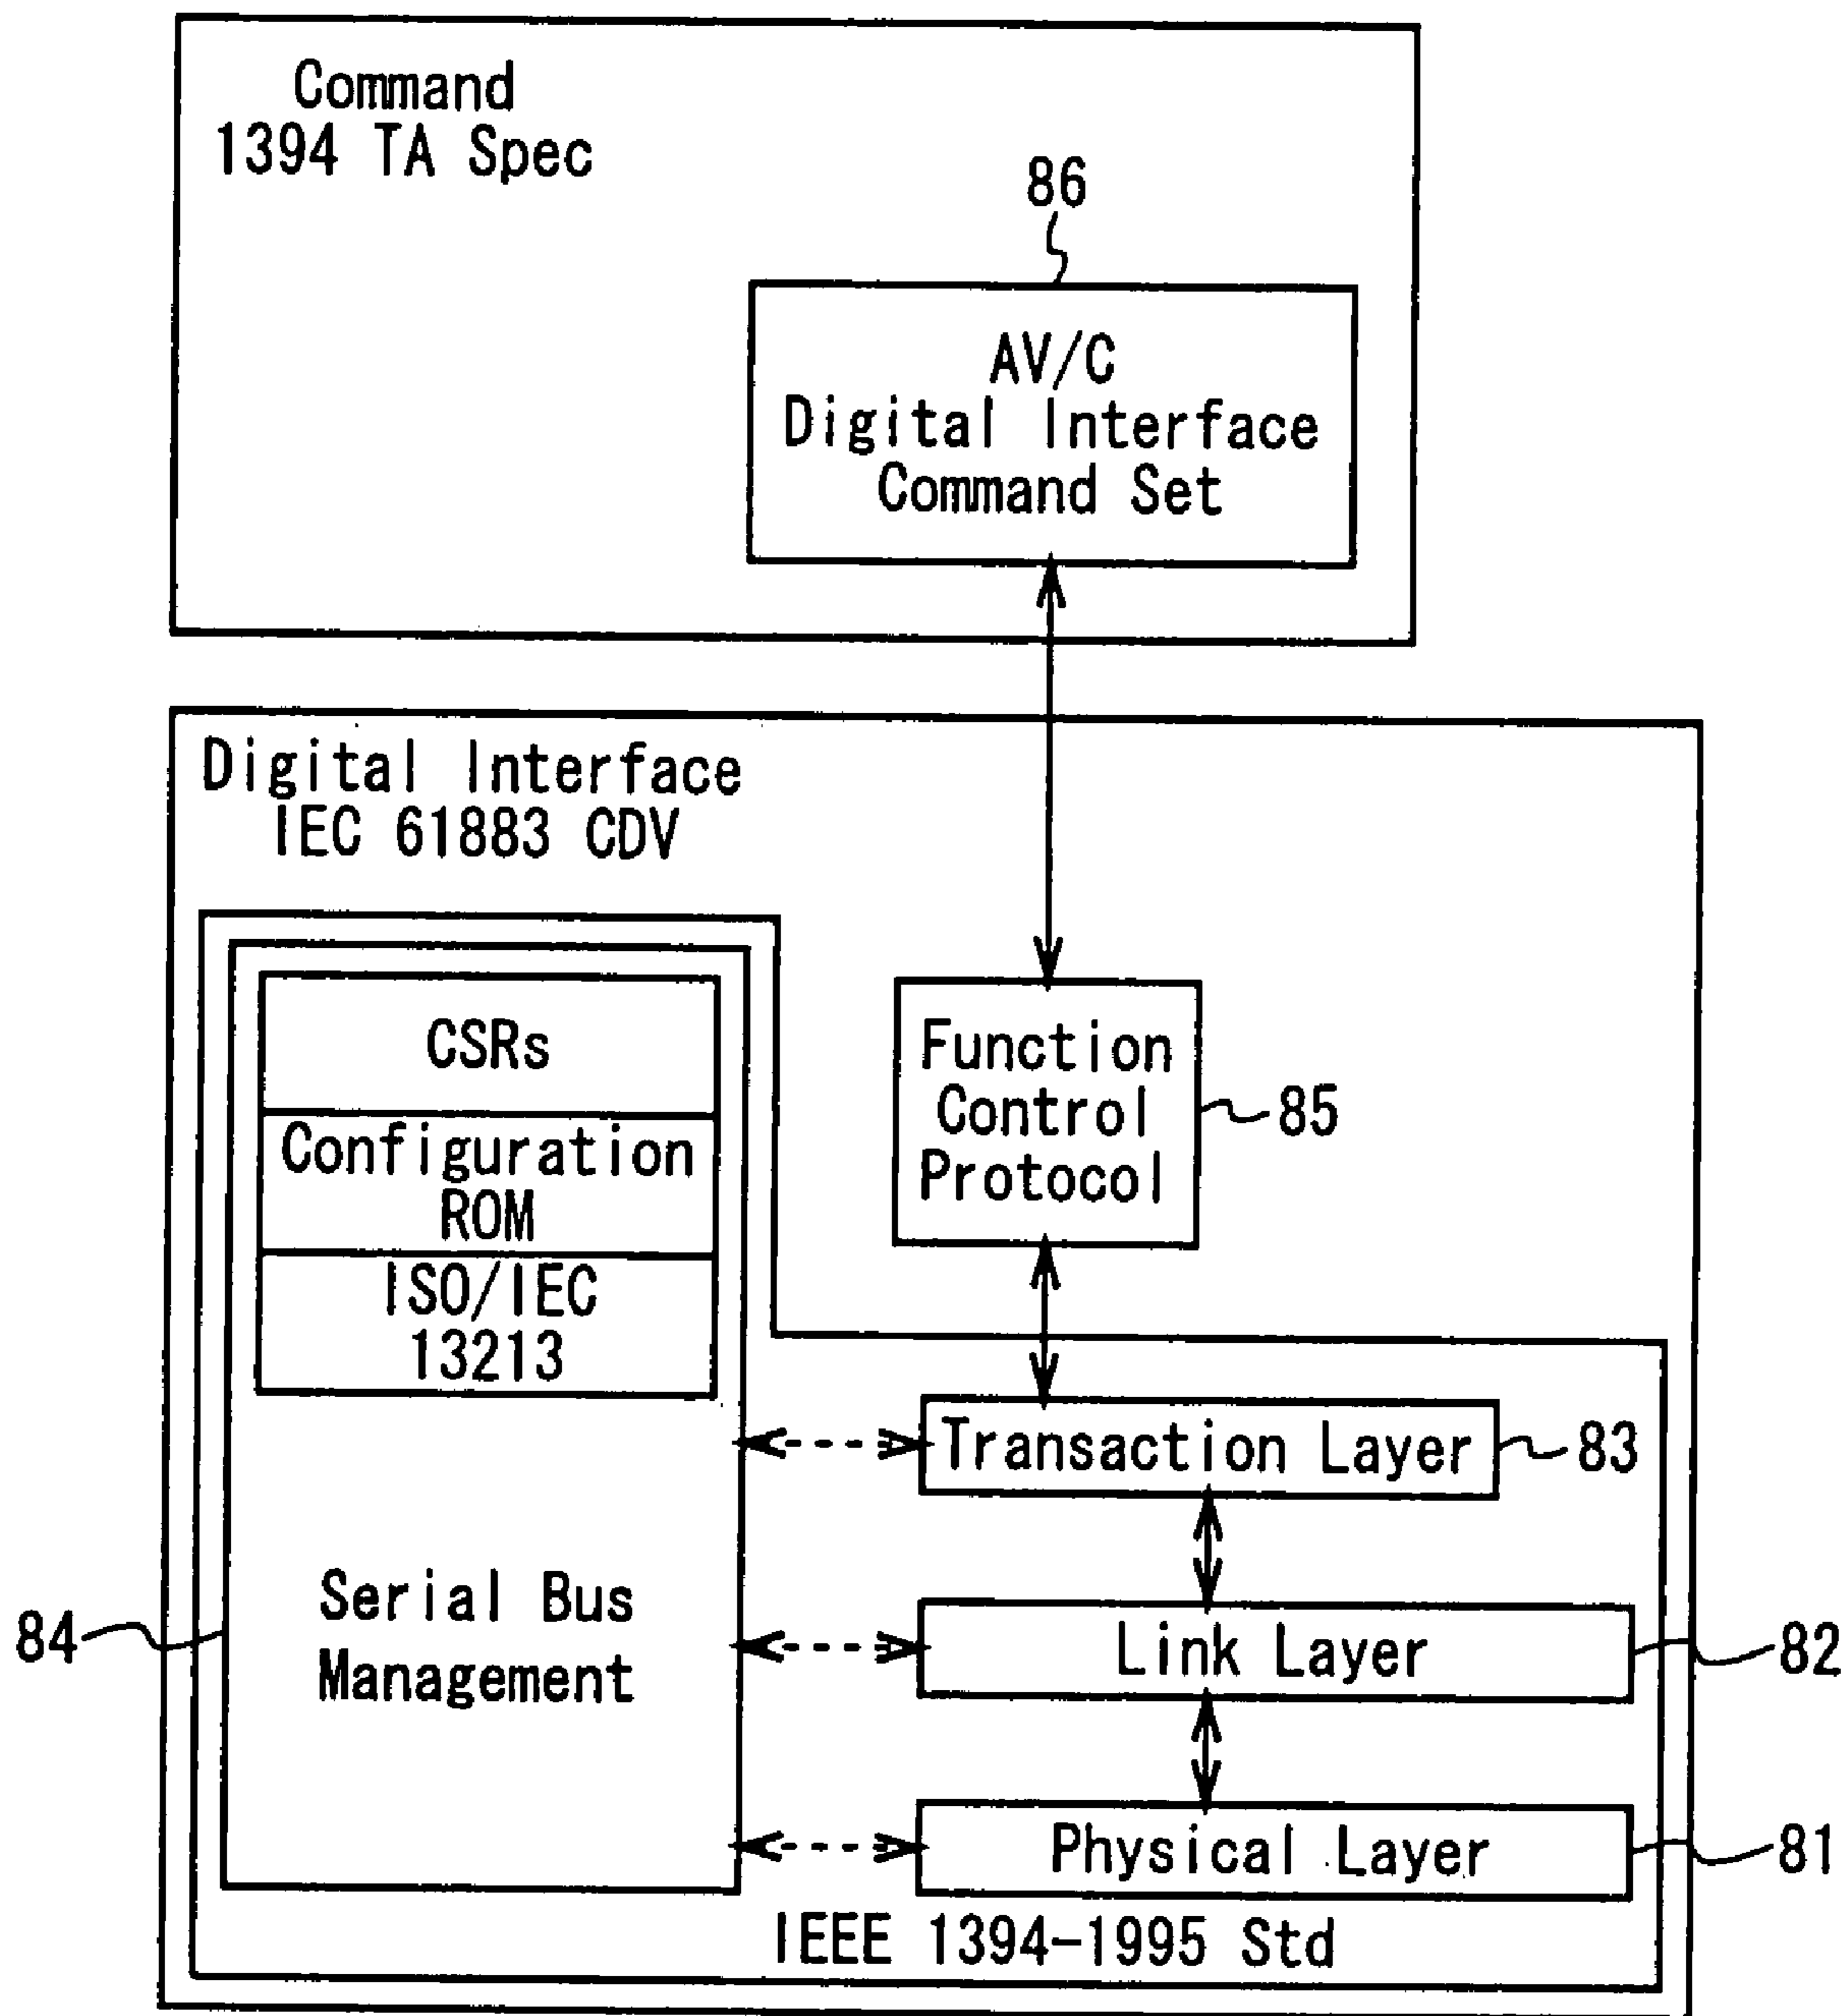 Command
1394 TA Spec
86
AV/C
Digital Interface
Command Set
Digital Interface
IEC 61883 CDV
CSRs
Configuration
ROM
ISO/IEC
13213
Function
Control
Protocol
85
Transaction Layer
83
Serial Bus
Management
84
Link Layer
82
Physical Layer
81
IEEE 1394-1995 Std